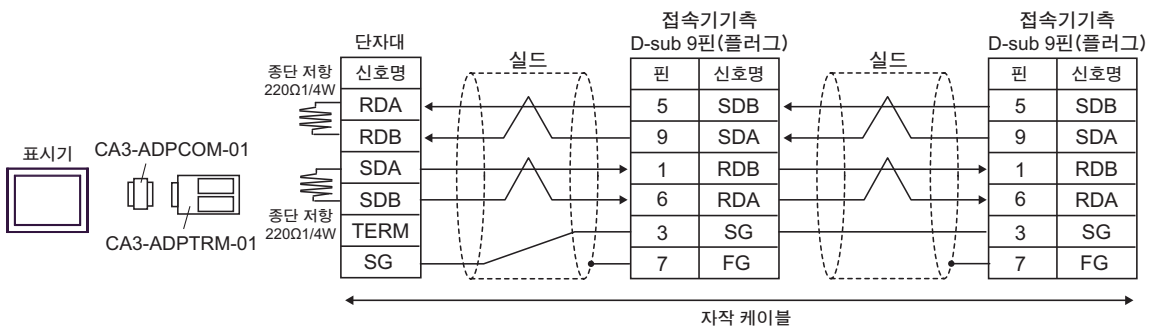 접속기기측
D-sub 9핀(플러그)
접속기기측
D-sub 9핀(플러그)
단자대
실드
실드
종단 저항
220Ω1/4W
신호명
핀 신호명
핀 신호명
RDA
5 SDB
5 SDB
RDB
9 SDA
9 SDA
표시기
CA3-ADPCOM-01
SDA
1 RDB
1 RDB
SDB
6 RDA
6 RDA
종단 저항
220Ω1/4W
TERM
3 SG
3 SG
CA3-ADPTRM-01
SG
7 FG
7 FG
자작 케이블